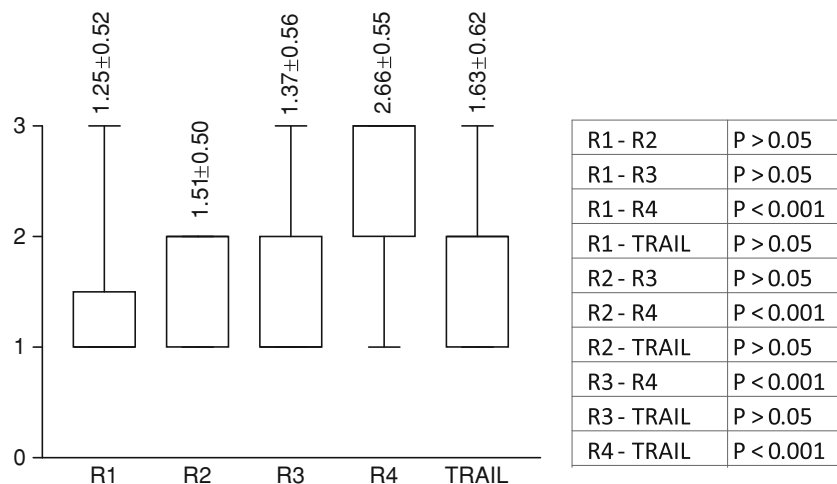 1.25±0.52
1.51±0.50
1.37±0.56
2.66±0.55
1.63±0.62
3
2
1
0
R1 R2 R3 R4 TRAIL
R1 - R2 P > 0.05
R1 - R3 P > 0.05
R1 - R4 P < 0.001
R1 - TRAIL P > 0.05
R2 - R3 P > 0.05
R2 - R4 P < 0.001
R2 - TRAIL P > 0.05
R3 - R4 P < 0.001
R3 - TRAIL P > 0.05
R4 - TRAIL P < 0.001